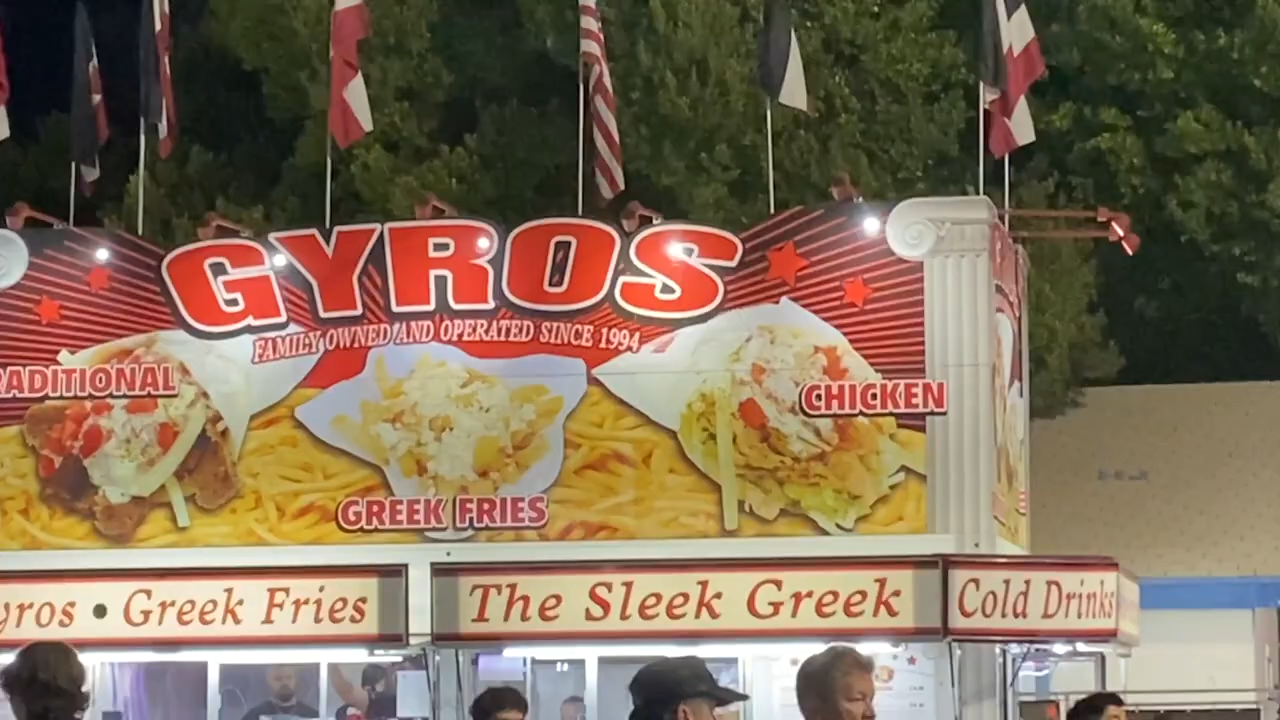 GYROS
FAMILY OWNED AND OPERATED SINCE 1994
RADITIONAL
CHICKEN
GREEK FRIES
yros • Greek Fries
The Sleek Greek
Cold Drinks